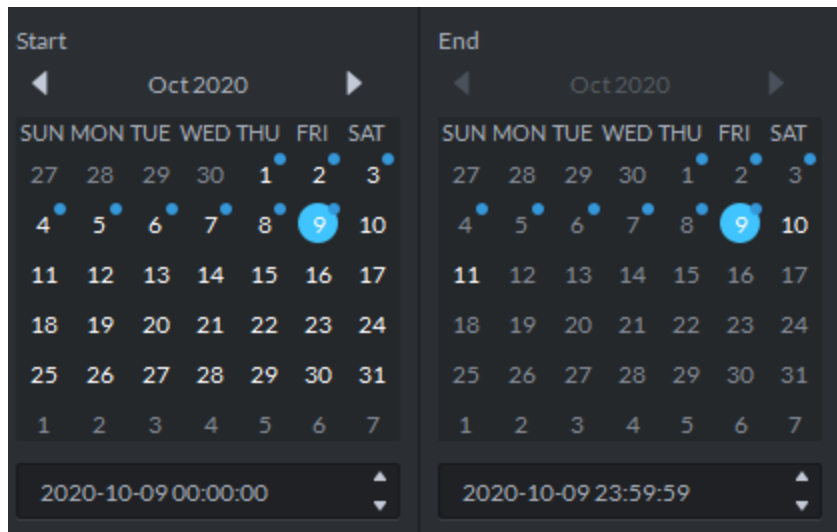 Start
Oct 2020
SUN MON TUE WED THU FRI SAT
27 28 29 30 1 2 3
4 5 6 7 8 9 10
11 12 13 14 15 16 17
18 19 20 21 22 23 24
25 26 27 28 29 30 31
1 2 3 4 5 6 7
2020-10-09 00:00:00
End
Oct 2020
SUN MON TUE WED THU FRI SAT
27 28 29 30 1 2 3
4 5 6 7 8 9 10
11 12 13 14 15 16 17
18 19 20 21 22 23 24
25 26 27 28 29 30 31
1 2 3 4 5 6 7
2020-10-09 23:59:59